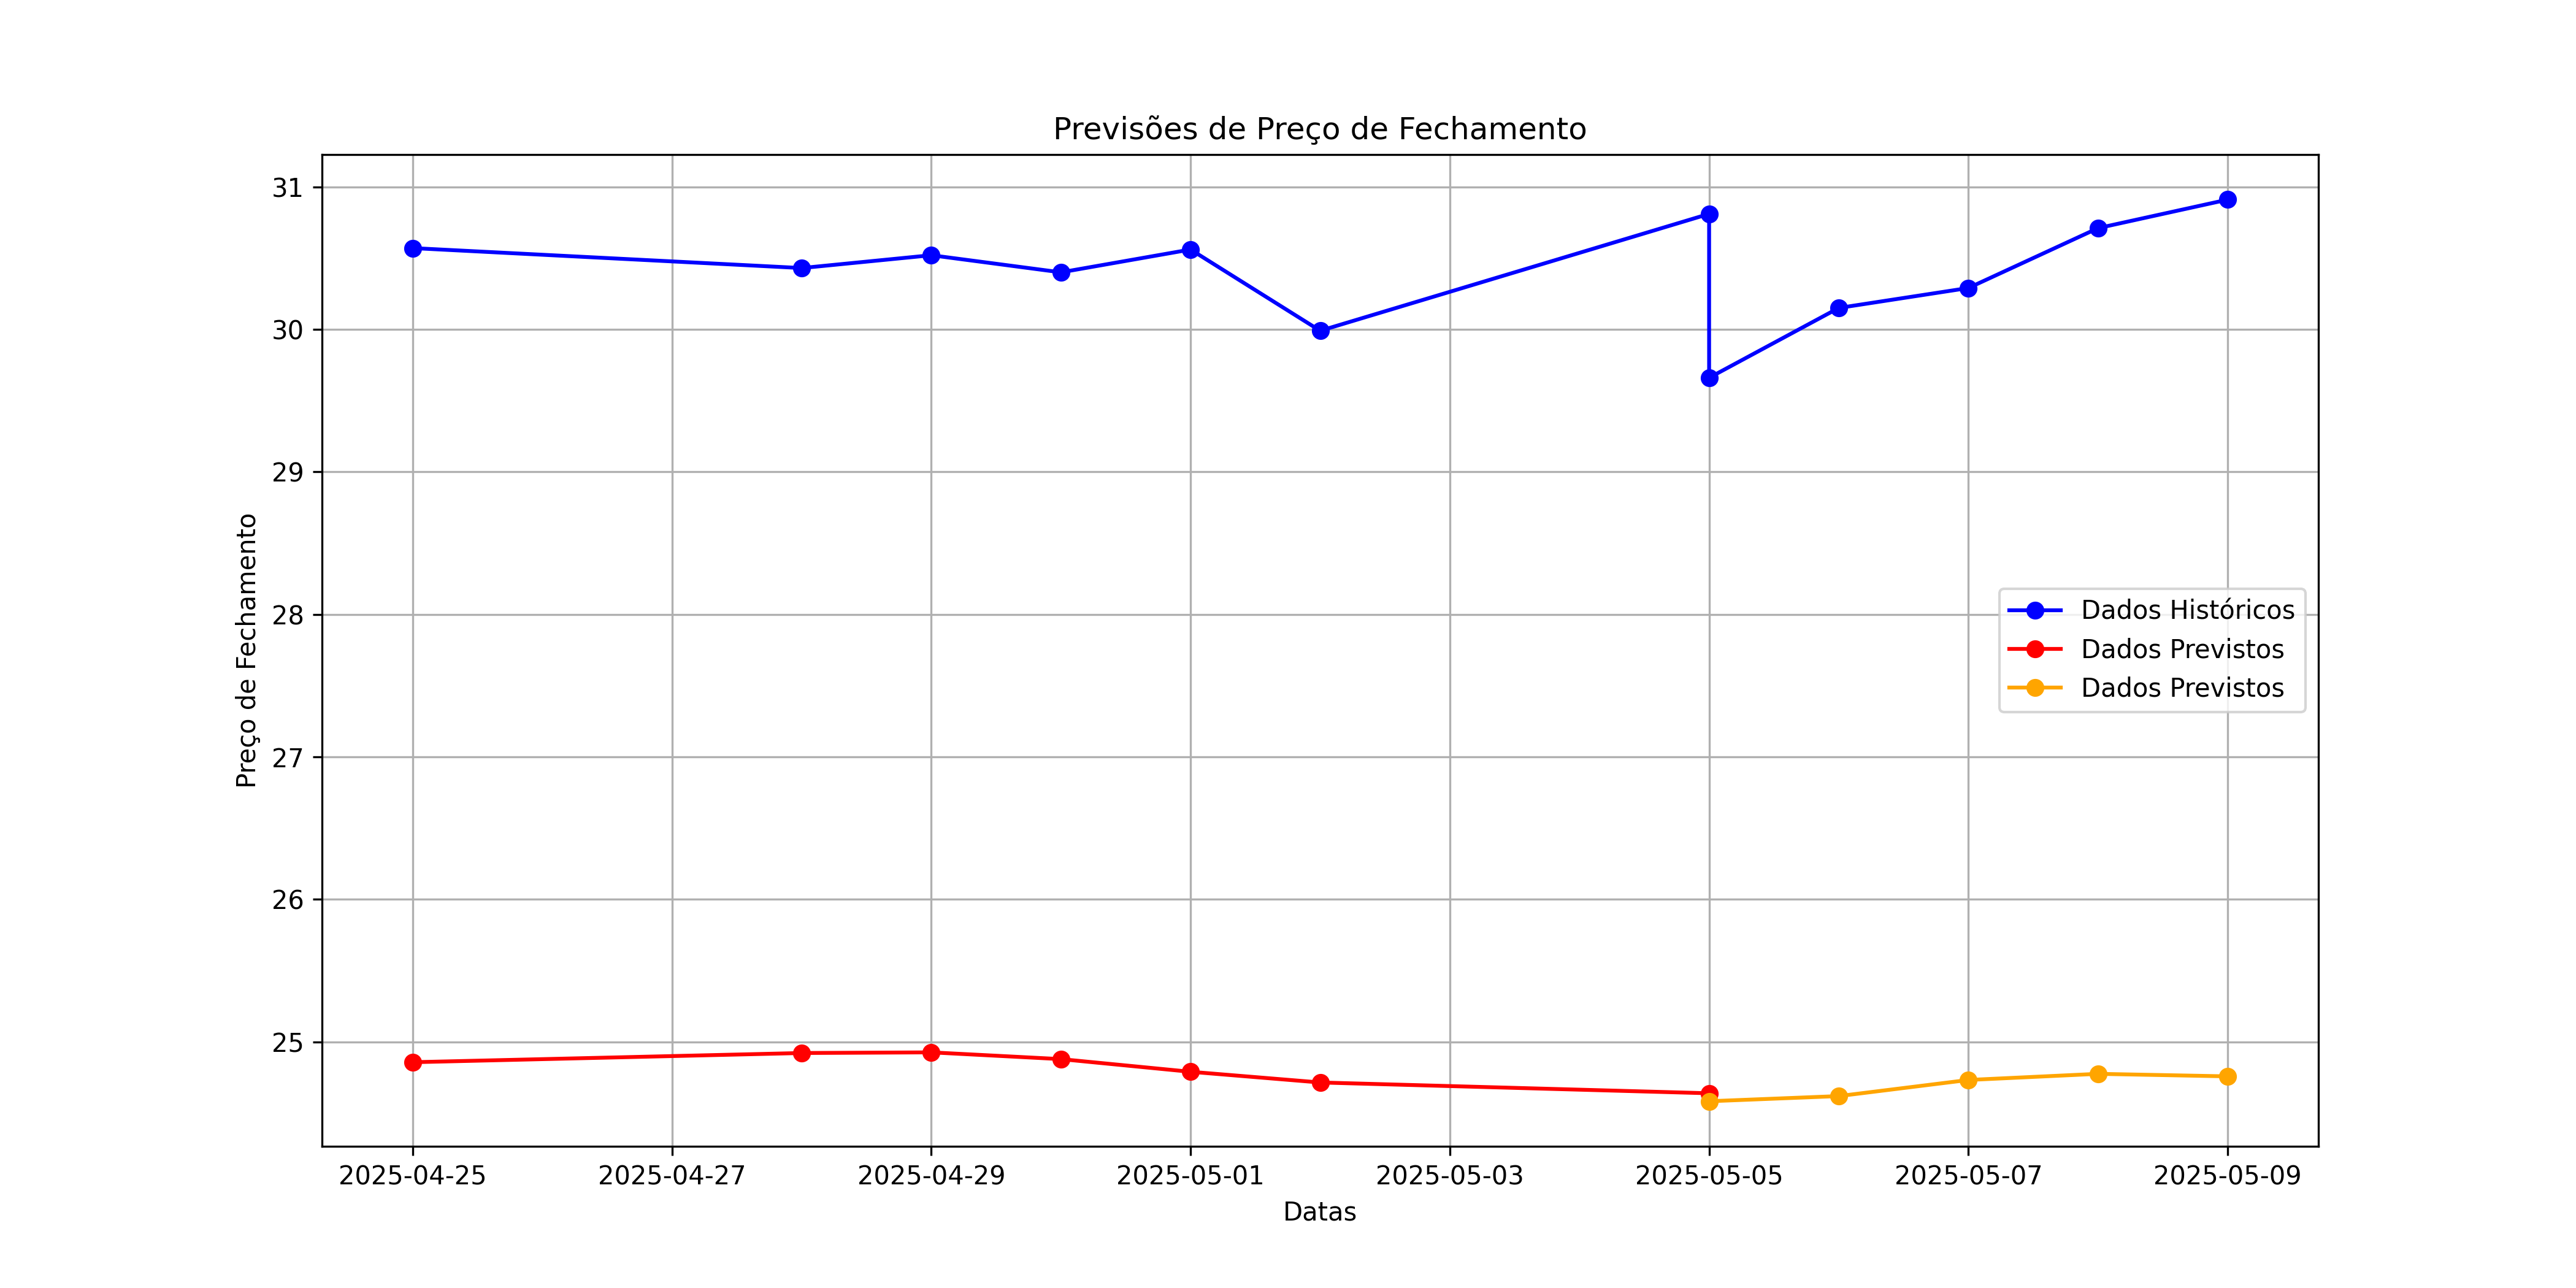 Previsões de Preço de Fechamento
31
30
29
28
27
26
25
Preço de Fechamento
Dados Históricos
Dados Previstos
Dados Previstos
2025-04-25
2025-04-27
2025-04-29
2025-05-01
2025-05-03
2025-05-05
2025-05-07
2025-05-09
Datas